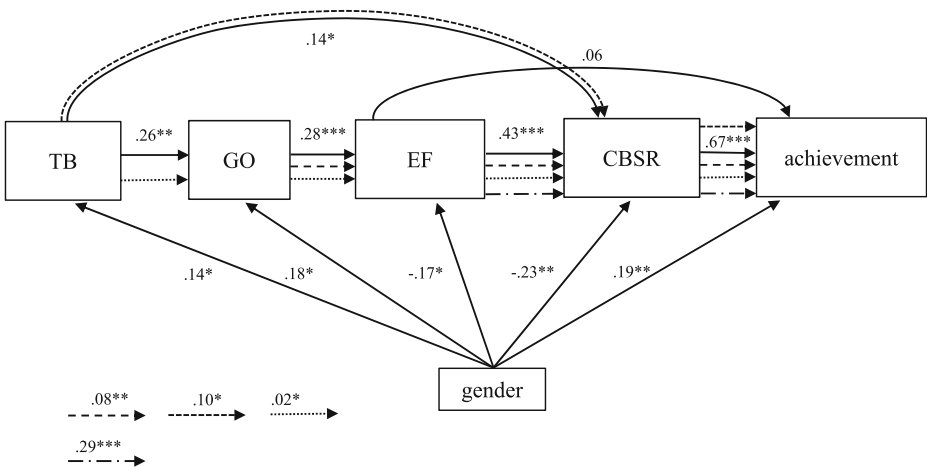 .14*
.06
.26**
.28***
.43***
.67***
TB
GO
EF
CBSR
achievement
.14*
.18*
-.17*
-.23**
.19**
gender
.08**
.10*
.02*
.29***